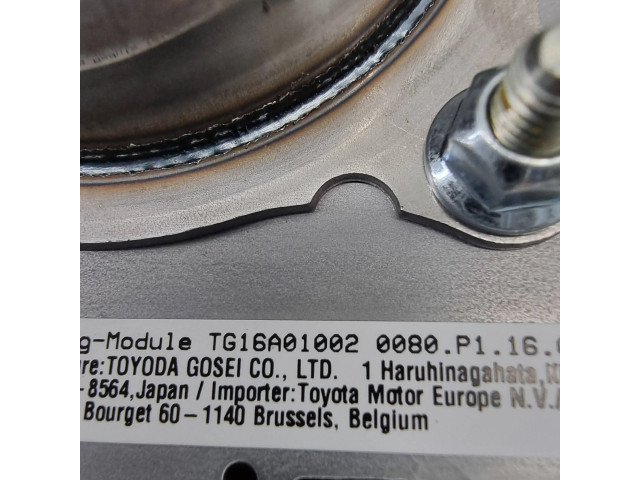 g-Module TG16A01002 0080.P1.16.
ure:TOYODA GOSEI CO., LTD. 1 Haruhinagahata,
-8564,Japan / Importer:Toyota Motor Europe N.V./
Bourget 60-1140 Brussels, Belgium